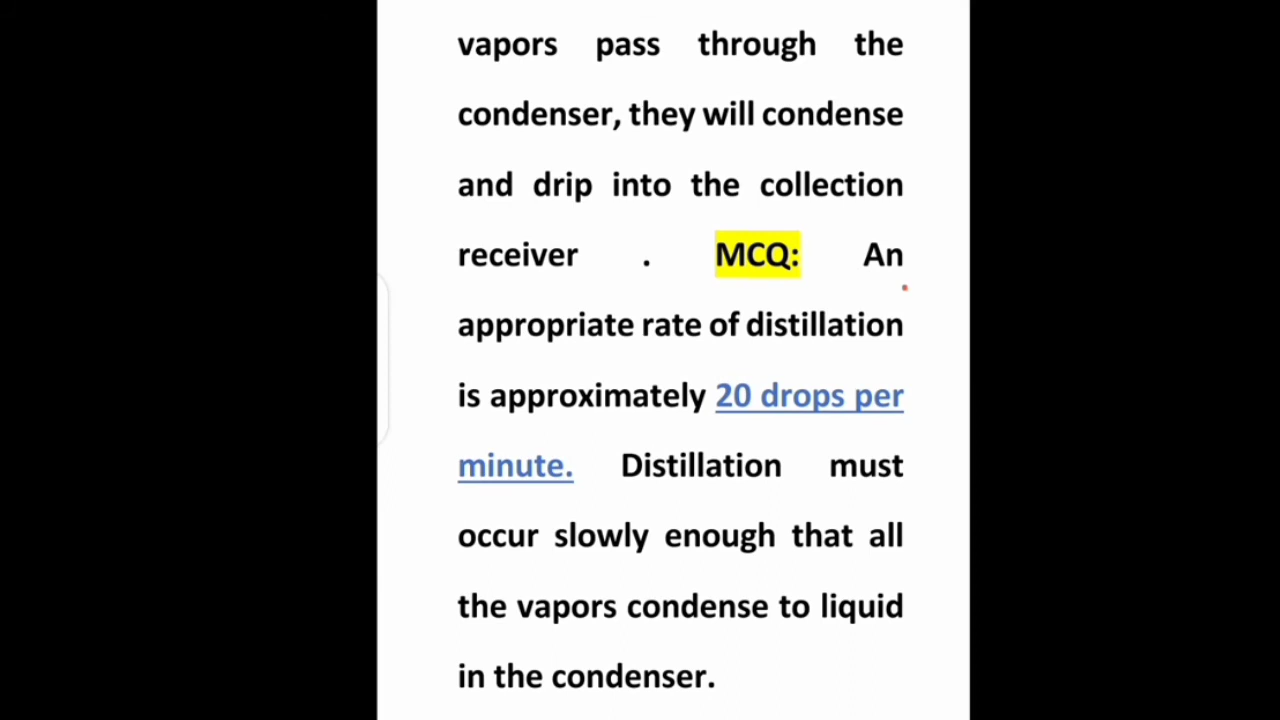 vapors pass through the
condenser, they will condense
and drip into the collection
receiver . MCQ: An
appropriate rate of distillation
is approximately 20 drops per
minute. Distillation must
occur slowly enough that all
the vapors condense to liquid
in the condenser.